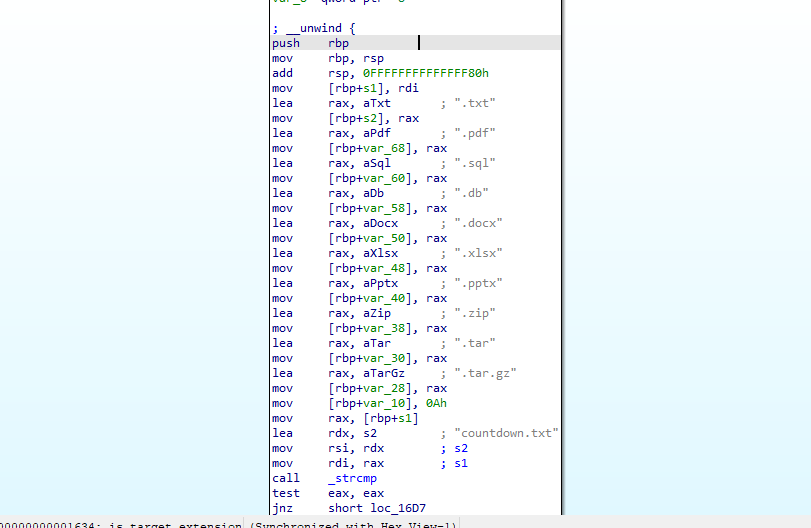 ; __unwind {
push rbp
mov rbp, rsp
add rsp, 0FFFFFFFFFFFFFF80h
mov [rbp+s1], rdi
lea rax, aTxt ; ".txt"
mov [rbp+s2], rax
lea rax, aPdf ; ".pdf"
mov [rbp+var_68], rax
lea rax, aSql ; ".sql"
mov [rbp+var_60], rax
lea rax, aDb ; ".db"
mov [rbp+var_58], rax
lea rax, aDocx ; ".docx"
mov [rbp+var_50], rax
lea rax, aXlsx ; ".xlsx"
mov [rbp+var_48], rax
lea rax, aPptx ; ".pptx"
mov [rbp+var_40], rax
lea rax, aZip ; ".zip"
mov [rbp+var_38], rax
lea rax, aTar ; ".tar"
mov [rbp+var_30], rax
lea rax, aTarGz ; ".tar.gz"
mov [rbp+var_28], rax
mov [rbp+var_10], 0Ah
mov rax, [rbp+s1]
lea rdx, s2 ; "countdown.txt"
mov rsi, rdx ; s2
mov rdi, rax ; s1
call _strcmp
test eax, eax
jnz short loc_16D7
000000000001634: is_target_extension (Synchronized with Hex View-1)